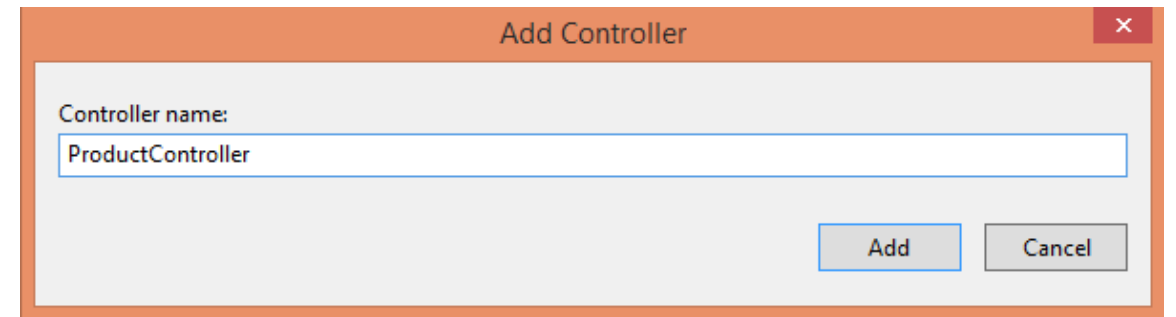 Add Controller
Controller name:
ProductController
Add Cancel